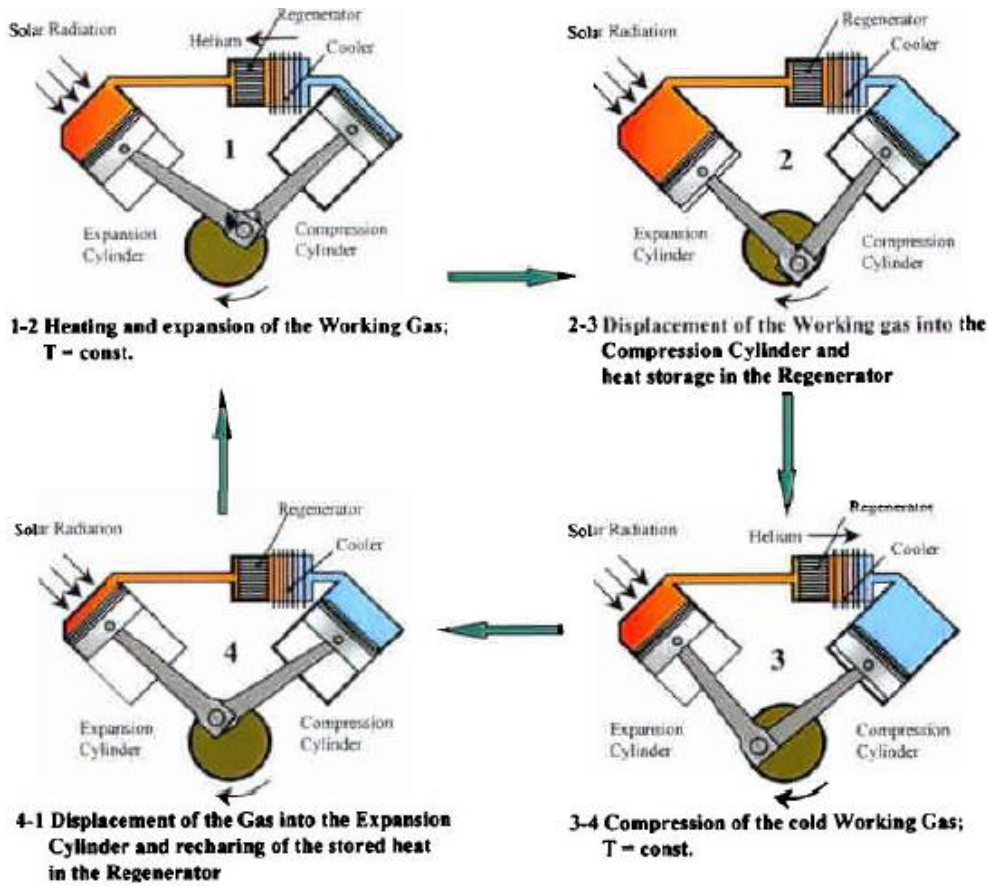 Regenerator
Solar Radiation
Helium
Cooler
1
Expansion
Cylinder
Compression
Cylinder
1-2 Heating and expansion of the Working Gas;
T = const.
Regenerator
Solar Radiation
Cooler
2
Expansion
Cylinder
Compression
Cylinder
2-3 Displacement of the Working gas into the
Compression Cylinder and
heat storage in the Regenerator
Regenerator
Solar Radiation
Helium
Cooler
3
Expansion
Cylinder
Compression
Cylinder
3-4 Compression of the cold Working Gas;
T = const.
Regenerator
Solar Radiation
Cooler
4
Expansion
Cylinder
Compression
Cylinder
4-1 Displacement of the Gas into the Expansion
Cylinder and recharing of the stored heat
in the Regenerator